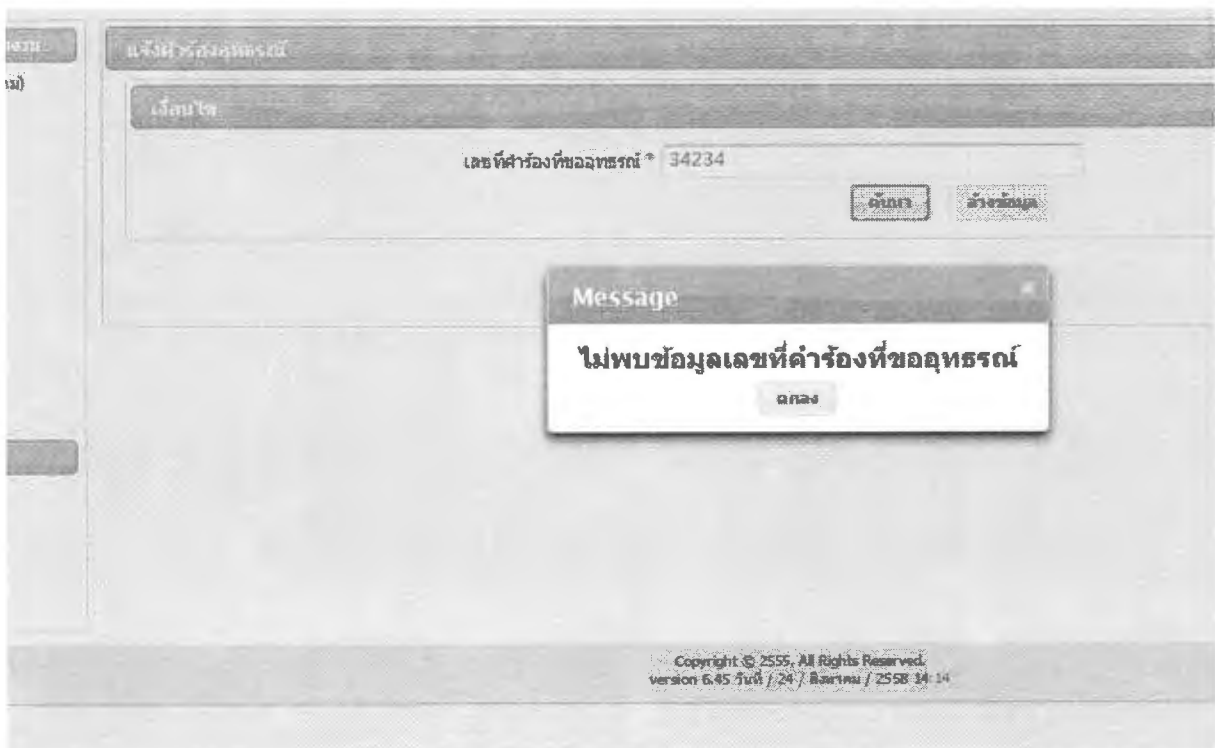 แจ้งคำร้องอุทธรณ์
เงื่อนไข
เลขที่คำร้องที่ขออุทธรณ์ * 34234
ค้นหา ล้างข้อมูล
Message
ไม่พบข้อมูลเลขที่คำร้องที่ขออุทธรณ์
ตกลง
Copyright © 2555, All Rights Reserved.
version 6.45 วันที่ / 24 / สิงหาคม / 2558 14:14